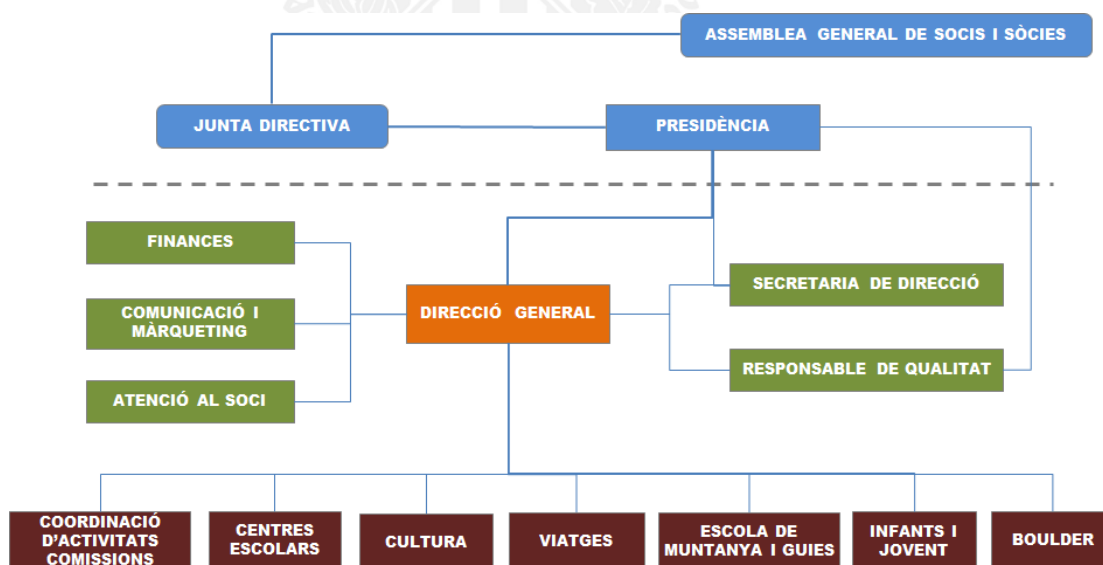 ASSEMBLEA GENERAL DE SOCIS I SÒCIES
JUNTA DIRECTIVA
PRESIDÈNCIA
FINANCES
SECRETARIA DE DIRECCIÓ
COMUNICACIÓ I
MÀRQUETING
DIRECCIÓ GENERAL
RESPONSABLE DE QUALITAT
ATENCIÓ AL SOCI
COORDINACIÓ
D'ACTIVITATS
COMISSIONS
CENTRES
ESCOLARS
CULTURA
VIATGES
ESCOLA DE
MUNTANYA I GUIES
INFANTS I
JOVENT
BOULDER